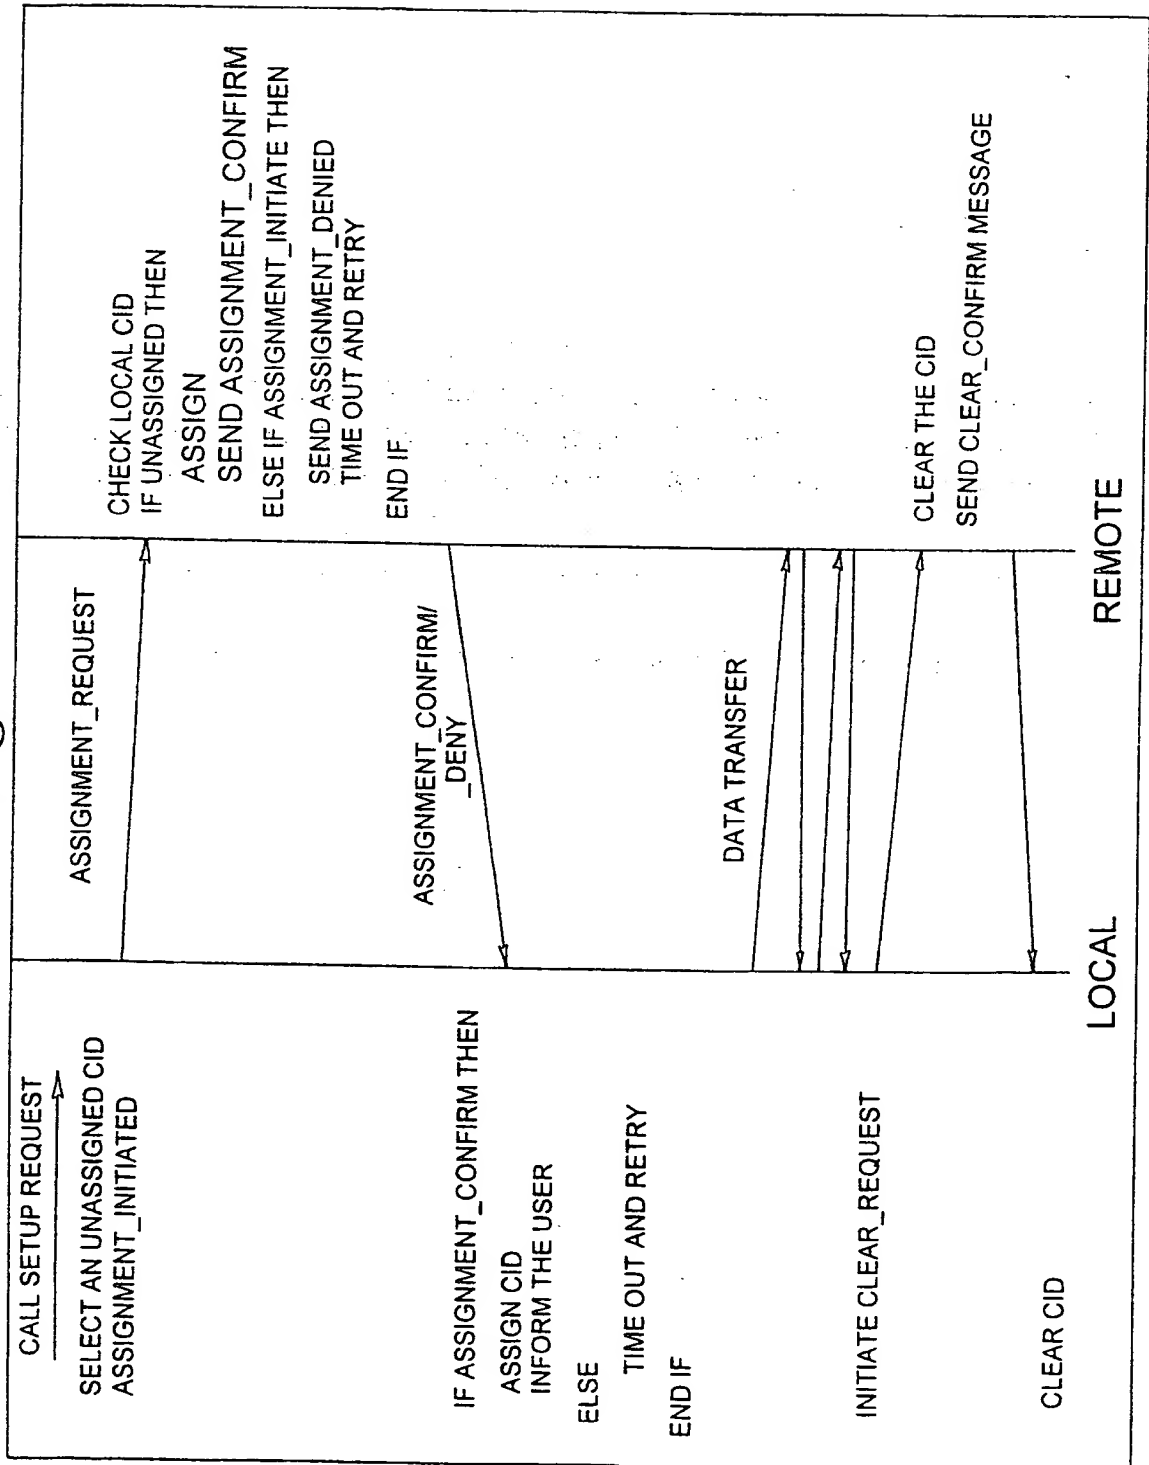 CALL SETUP REQUEST
SELECT AN UNASSIGNED CID
ASSIGNMENT_INITIATED
ASSIGNMENT_REQUEST
CHECK LOCAL CID
IF UNASSIGNED THEN
ASSIGN
SEND ASSIGNMENT_CONFIRM
ELSE IF ASSIGNMENT_INITIATE THEN
SEND ASSIGNMENT_DENIED
TIME OUT AND RETRY
END IF
ASSIGNMENT_CONFIRM/
_DENY
IF ASSIGNMENT_CONFIRM THEN
ASSIGN CID
INFORM THE USER
ELSE
TIME OUT AND RETRY
END IF
DATA TRANSFER
INITIATE CLEAR_REQUEST
CLEAR THE CID
SEND CLEAR_CONFIRM MESSAGE
CLEAR CID
LOCAL
REMOTE